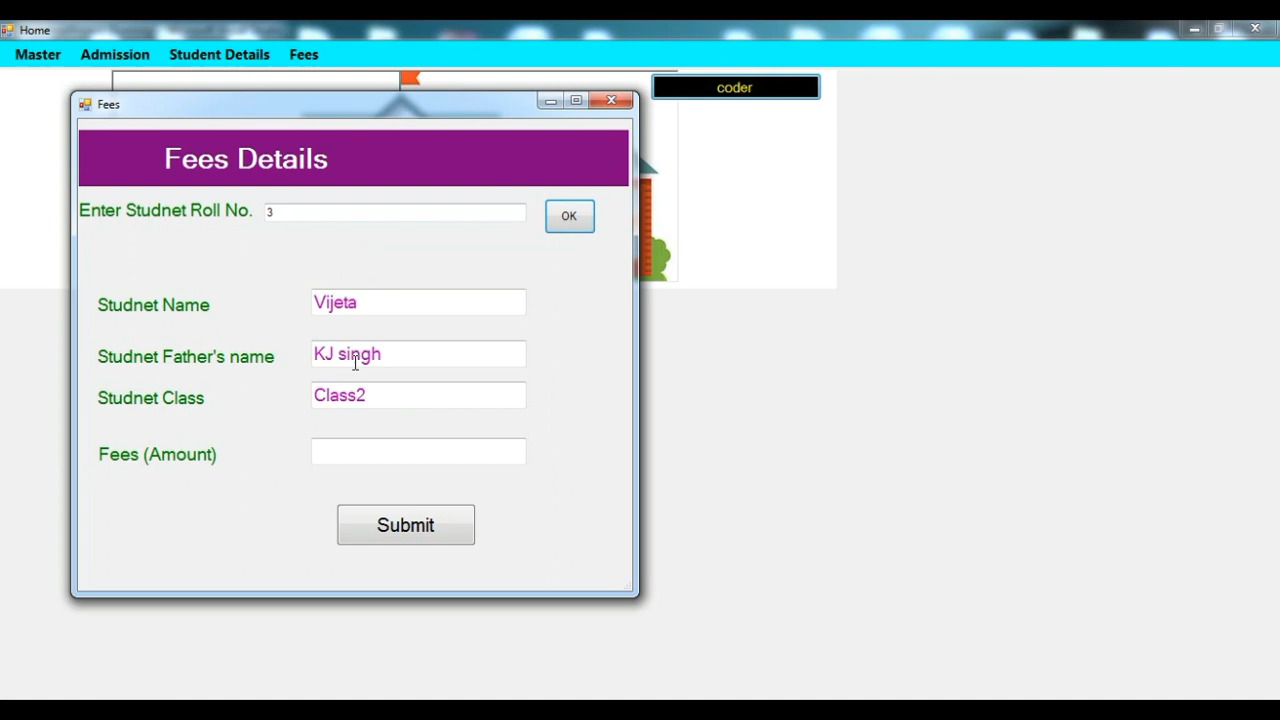 Home
Master Admission Student Details Fees
coder
Fees
Fees Details
Enter Studnet Roll No. 3 OK
Studnet Name Vijeta
Studnet Father's name KJ singh
Studnet Class Class2
Fees (Amount)
Submit